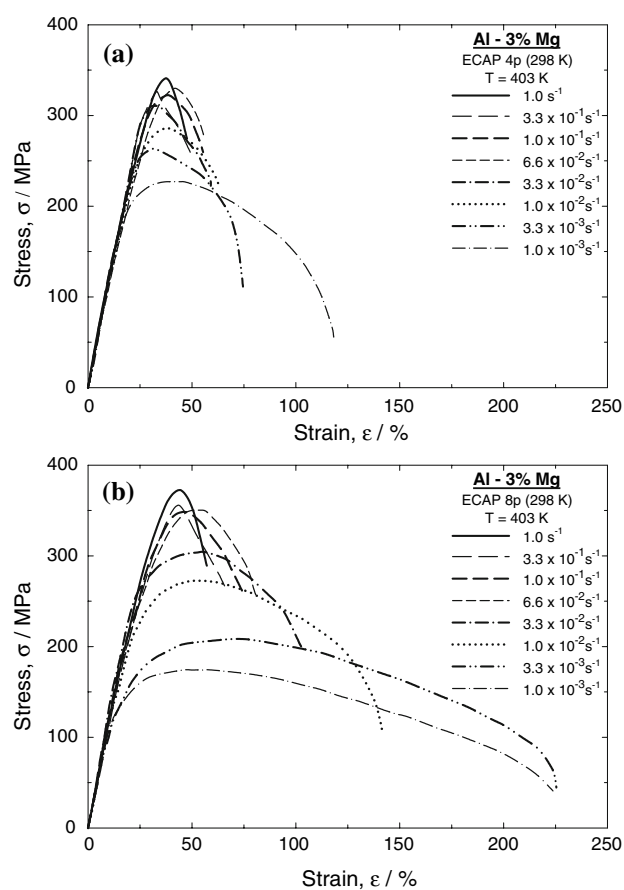 (a)
Al - 3% Mg
ECAP 4p (298 K)
T = 403 K
1.0 s⁻¹
3.3 x 10⁻¹s⁻¹
1.0 x 10⁻¹s⁻¹
6.6 x 10⁻²s⁻¹
3.3 x 10⁻²s⁻¹
1.0 x 10⁻²s⁻¹
3.3 x 10⁻³s⁻¹
1.0 x 10⁻³s⁻¹
400
300
200
100
0
Stress, σ / MPa
0 50 100 150 200 250
Strain, ε / %
(b)
Al - 3% Mg
ECAP 8p (298 K)
T = 403 K
1.0 s⁻¹
3.3 x 10⁻¹s⁻¹
1.0 x 10⁻¹s⁻¹
6.6 x 10⁻²s⁻¹
3.3 x 10⁻²s⁻¹
1.0 x 10⁻²s⁻¹
3.3 x 10⁻³s⁻¹
1.0 x 10⁻³s⁻¹
400
300
200
100
0
Stress, σ / MPa
0 50 100 150 200 250
Strain, ε / %